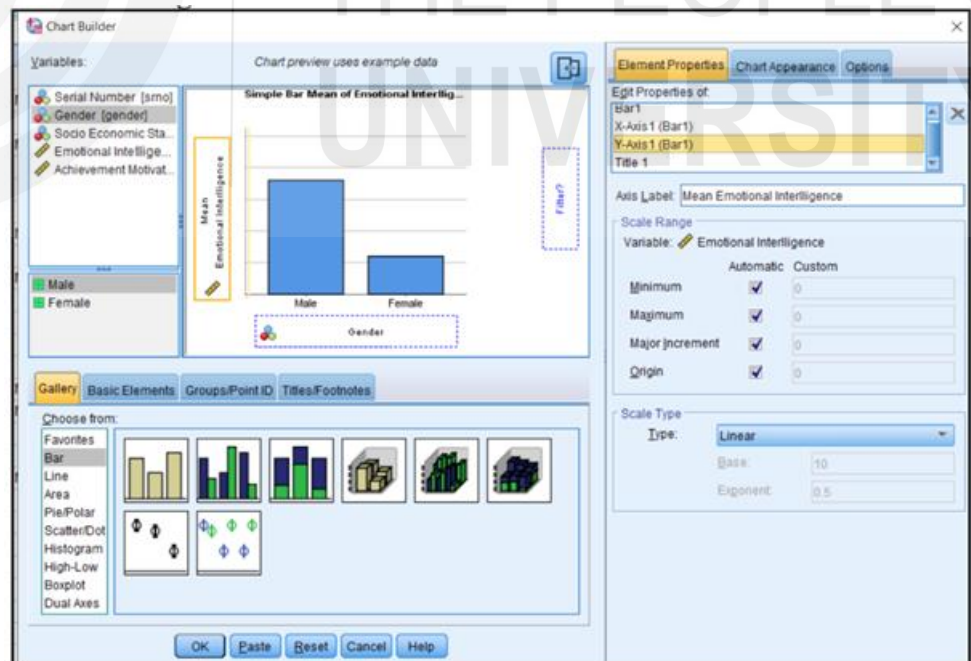 THE PEOPLE
UNIVERSITY
Chart Builder
Variables:
Chart preview uses example data
Serial Number [srno]
Gender [gender]
Socio Economic Sta...
Emotional Intellige...
Achievement Motivat...
Male
Female
Simple Bar Mean of Emotional Interllig...
Mean
Emotional Interlligence
Filter?
Male Female
Gender
Gallery Basic Elements Groups/Point ID Titles/Footnotes
Choose from:
Favorites
Bar
Line
Area
Pie/Polar
Scatter/Dot
Histogram
High-Low
Boxplot
Dual Axes
OK Paste Reset Cancel Help
Element Properties Chart Appearance Options
Edit Properties of:
Bar1
X-Axis1 (Bar1)
Y-Axis1 (Bar1)
Title 1
Axis Label: Mean Emotional Interlligence
Scale Range
Variable: Emotional Interlligence
Automatic Custom
Minimum 0
Maximum 0
Major Increment 0
Origin 0
Scale Type
Type: Linear
Base: 10
Exponent: 0.5